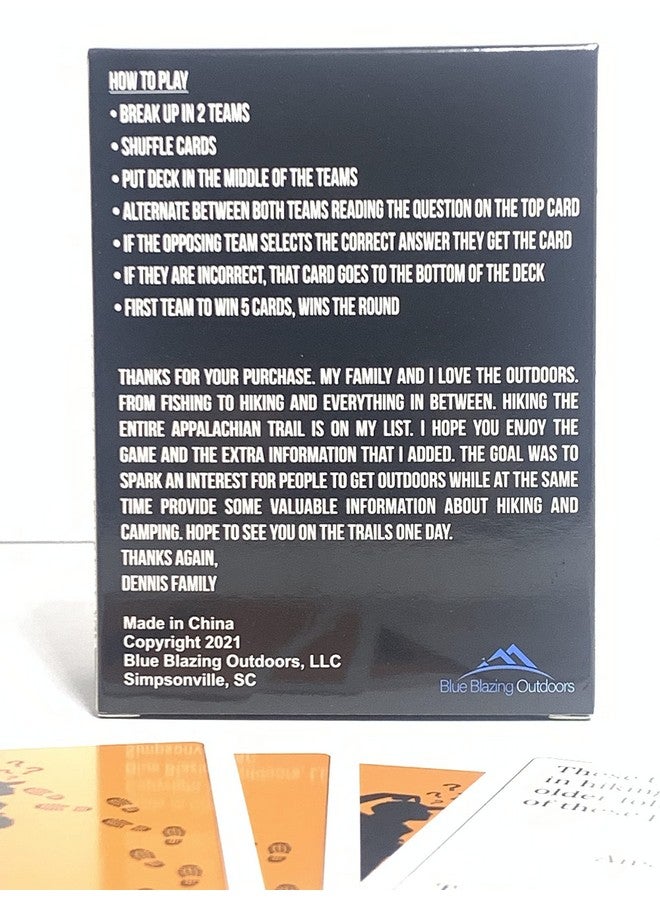 HOW TO PLAY
• BREAK UP IN 2 TEAMS
• SHUFFLE CARDS
• PUT DECK IN THE MIDDLE OF THE TEAMS
• ALTERNATE BETWEEN BOTH TEAMS READING THE QUESTION ON THE TOP CARD
• IF THE OPPOSING TEAM SELECTS THE CORRECT ANSWER THEY GET THE CARD
• IF THEY ARE INCORRECT, THAT CARD GOES TO THE BOTTOM OF THE DECK
• FIRST TEAM TO WIN 5 CARDS, WINS THE ROUND
THANKS FOR YOUR PURCHASE. MY FAMILY AND I LOVE THE OUTDOORS.
FROM FISHING TO HIKING AND EVERYTHING IN BETWEEN. HIKING THE
ENTIRE APPALACHIAN TRAIL IS ON MY LIST. I HOPE YOU ENJOY THE
GAME AND THE EXTRA INFORMATION THAT I ADDED. THE GOAL WAS TO
SPARK AN INTEREST FOR PEOPLE TO GET OUTDOORS WHILE AT THE SAME
TIME PROVIDE SOME VALUABLE INFORMATION ABOUT HIKING AND
CAMPING. HOPE TO SEE YOU ON THE TRAILS ONE DAY.
THANKS AGAIN,
DENNIS FAMILY
Made in China
Copyright 2021
Blue Blazing Outdoors, LLC
Simpsonville, SC
Blue Blazing Outdoors
Those
in
older
of these